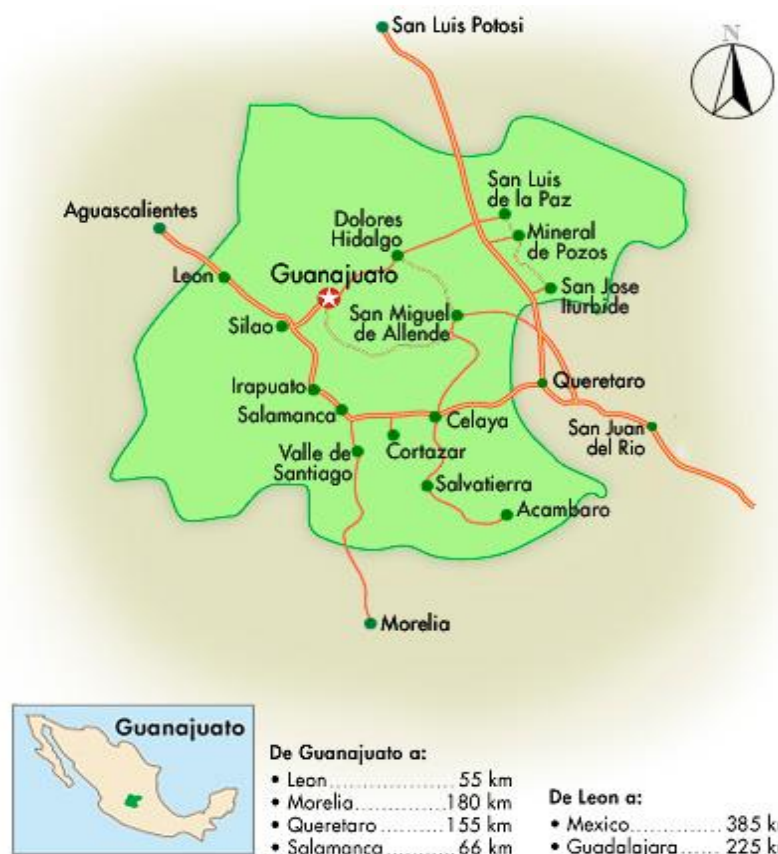 San Luis Potosi
N
San Luis
de la Paz
Aguascalientes
Dolores
Hidalgo
Mineral
de Pozos
Leon
Guanajuato
San Jose
Iturbide
San Miguel
de Allende
Silao
Irapuato
Queretaro
Salamanca
Celaya
San Juan
del Rio
Valle de
Santiago
Cortazar
Salvatierra
Acambaro
Morelia
Guanajuato
De Guanajuato a:
• Leon 55 km
• Morelia 180 km
• Queretaro 155 km
• Salamanca 66 km
De Leon a:
• Mexico 385 k
• Guadalajara 225 k